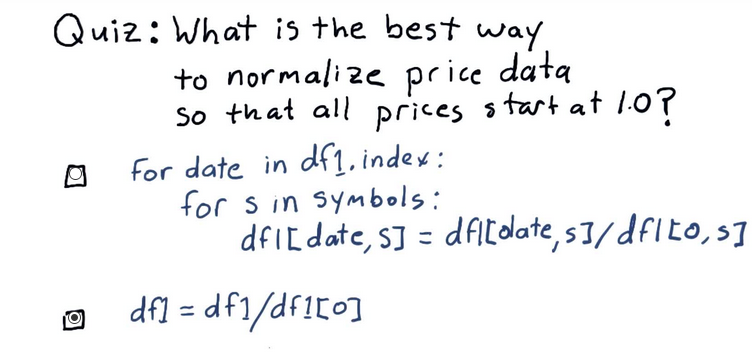 Quiz: What is the best way
to normalize price data
so that all prices start at 1.0?
for date in df1.index:
for s in symbols:
df1[date,s] = df1[date,s]/df1[0,s]
df1 = df1/df1[0]